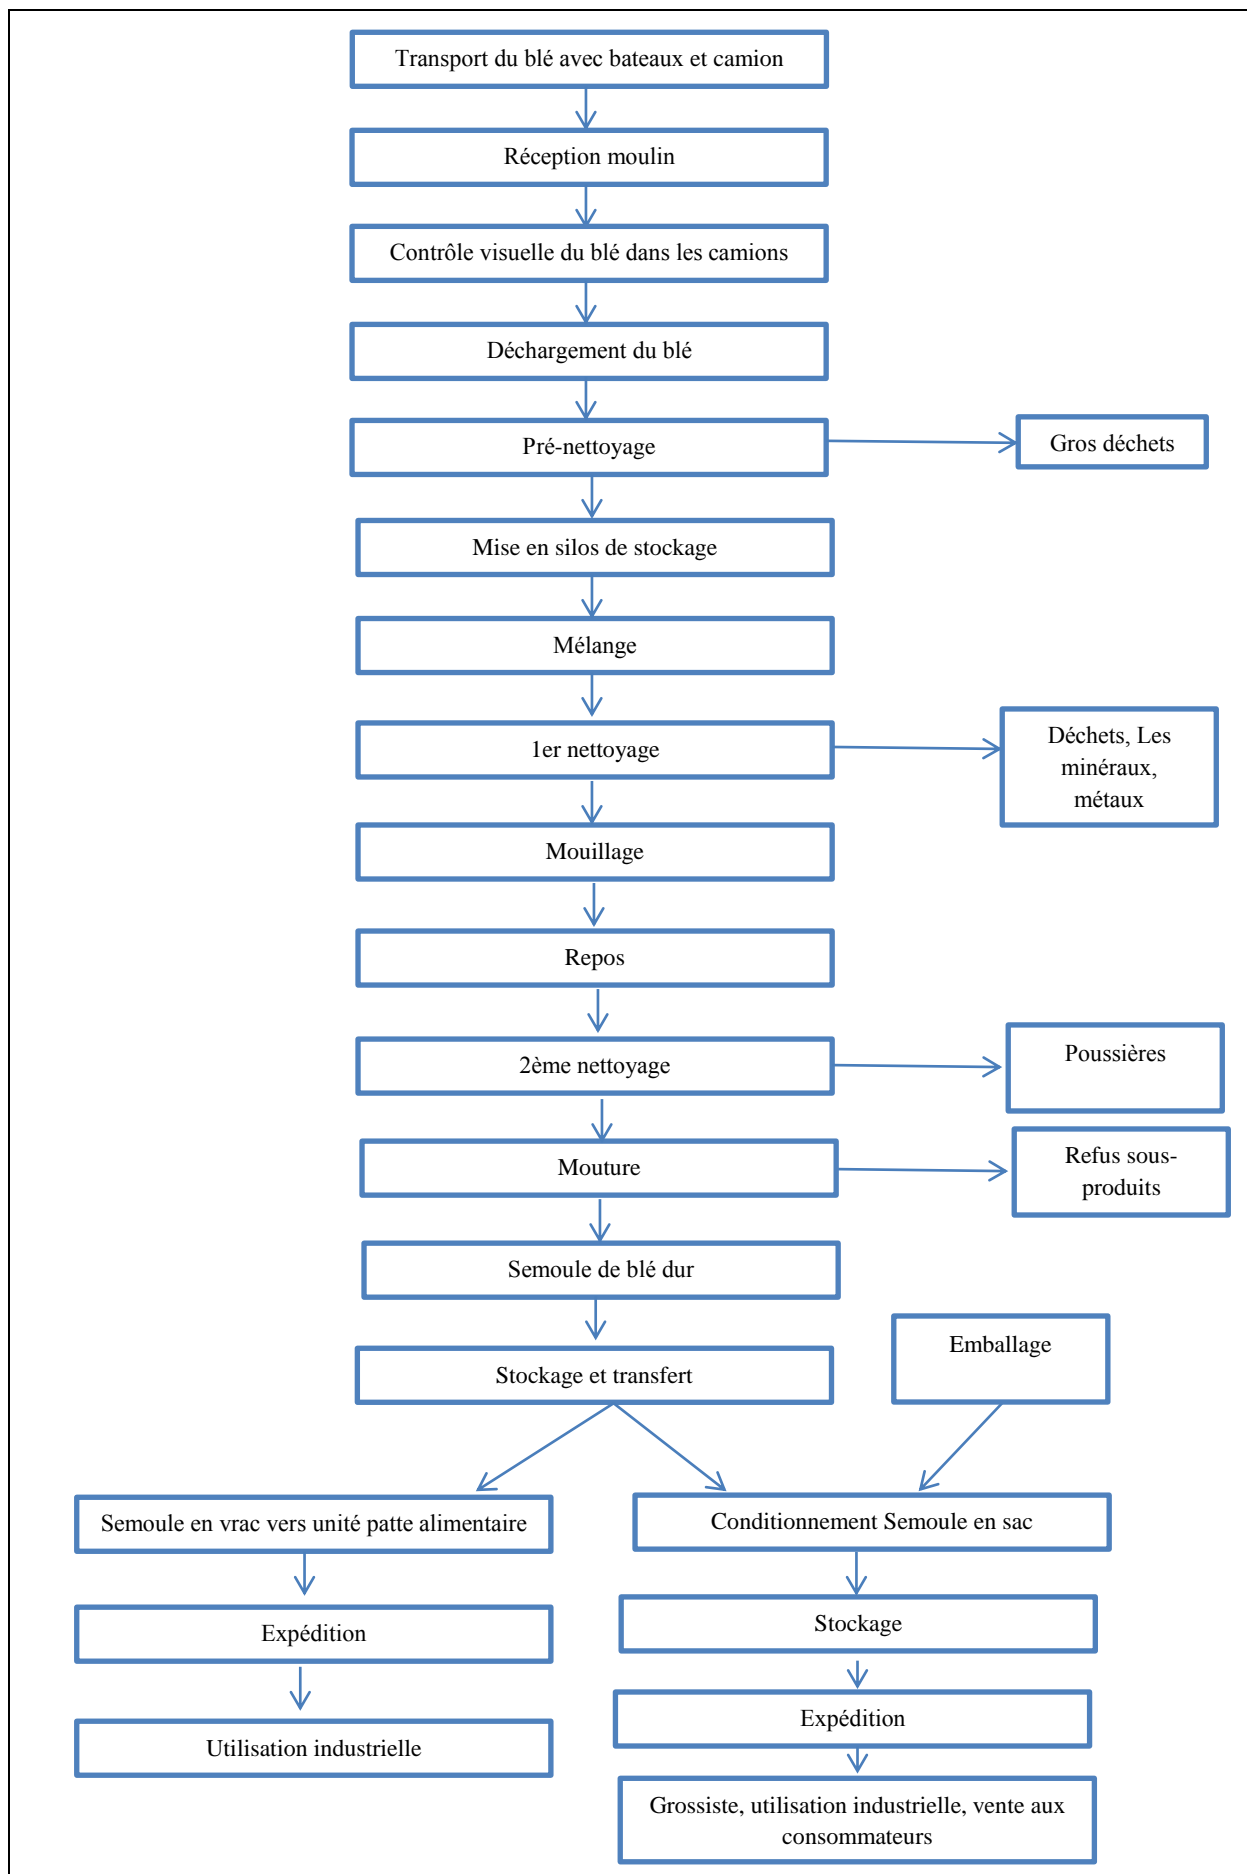 Transport du blé avec bateaux et camion
Réception moulin
Contrôle visuelle du blé dans les camions
Déchargement du blé
Pré-nettoyage
Gros déchets
Mise en silos de stockage
Mélange
1er nettoyage
Déchets, Les
minéraux,
métaux
Mouillage
Repos
2ème nettoyage
Poussières
Mouture
Refus sous-
produits
Semoule de blé dur
Stockage et transfert
Emballage
Semoule en vrac vers unité patte alimentaire
Expédition
Utilisation industrielle
Conditionnement Semoule en sac
Stockage
Expédition
Grossiste, utilisation industrielle, vente aux
consommateurs